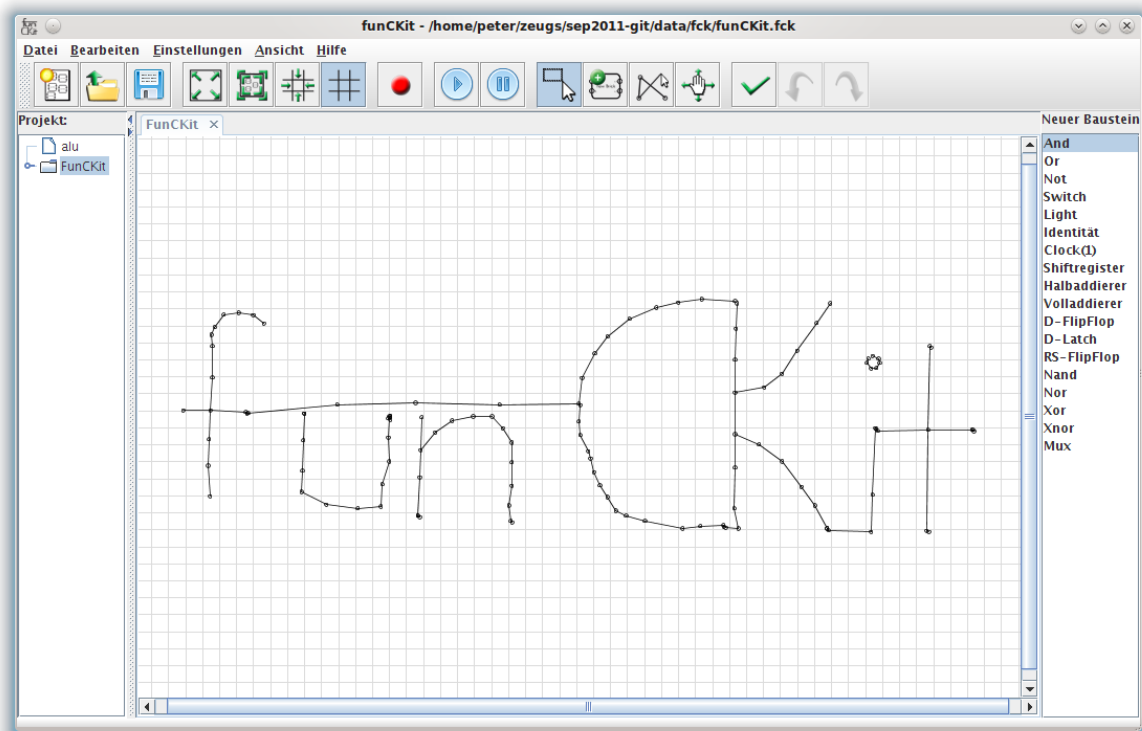 funCKit - /home/peter/zeugs/sep2011-git/data/fck/funCKit.fck
Datei Bearbeiten Einstellungen Ansicht Hilfe
Projekt:
alu
FunCKit
FunCKit
funCKit
Neuer Baustein
And
Or
Not
Switch
Light
Identität
Clock(1)
Shiftregister
Halbaddierer
Volladdierer
D-FlipFlop
D-Latch
RS-FlipFlop
Nand
Nor
Xor
Xnor
Mux